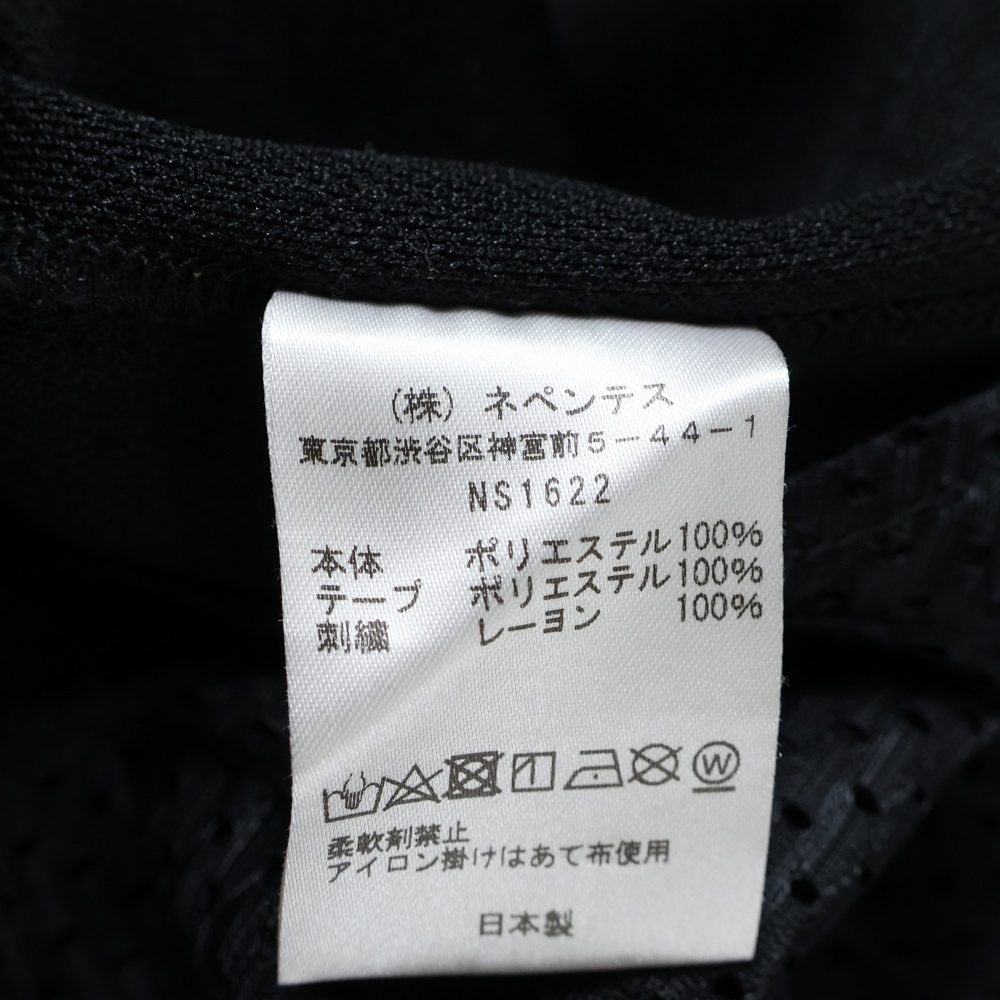 (株) ネペンテス
東京都渋谷区神宮前5-44-1
NS1622
本体 ポリエステル100%
テープ ポリエステル100%
刺繍 レーヨン 100%
W
柔軟剤禁止
アイロン掛けはあて布使用
日本製